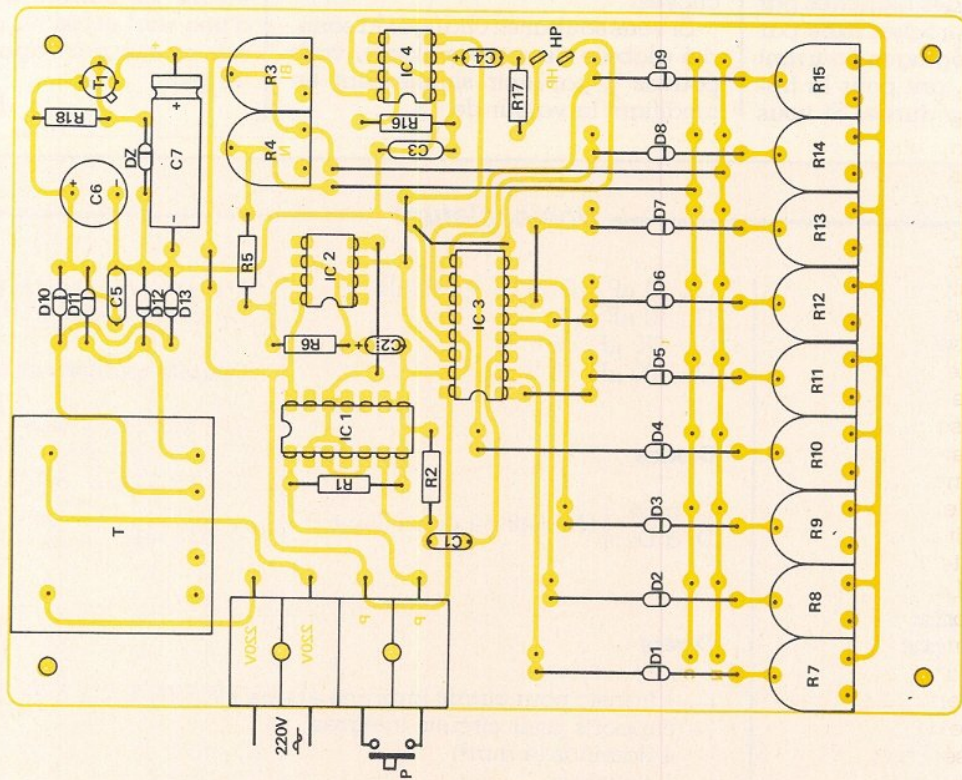 T1
R18
DZ
C7
+
-
C6
+
-
R3
BI
R4
N
IC 4
C4
+
HP
HP
R17
R16
C3
D9
R15
D8
R14
D7
R13
D6
R12
D5
R11
D4
R10
D3
R9
D2
R8
D1
R7
D10
D11
C5
D12
D13
R5
IC 2
R6
C2
+
IC 3
IC 1
R1
R2
C1
T
220V
220V
P
P
220V
P